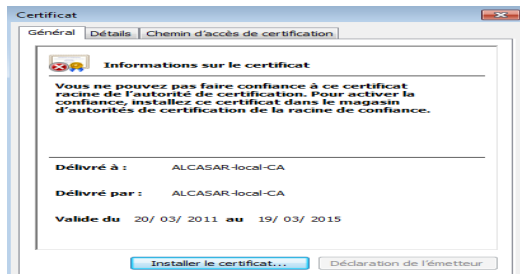 Certificat
Général Détails Chemin d'accès de certification
Informations sur le certificat
Vous ne pouvez pas faire confiance à ce certificat
racine de l'autorité de certification. Pour activer la
confiance, installez ce certificat dans le magasin
d'autorités de certification de la racine de confiance.
Délivré à : ALCASAR-local-CA
Délivré par : ALCASAR-local-CA
Valide du 20/ 03/ 2011 au 19/ 03/ 2015
Installer le certificat... Déclaration de l'émetteur